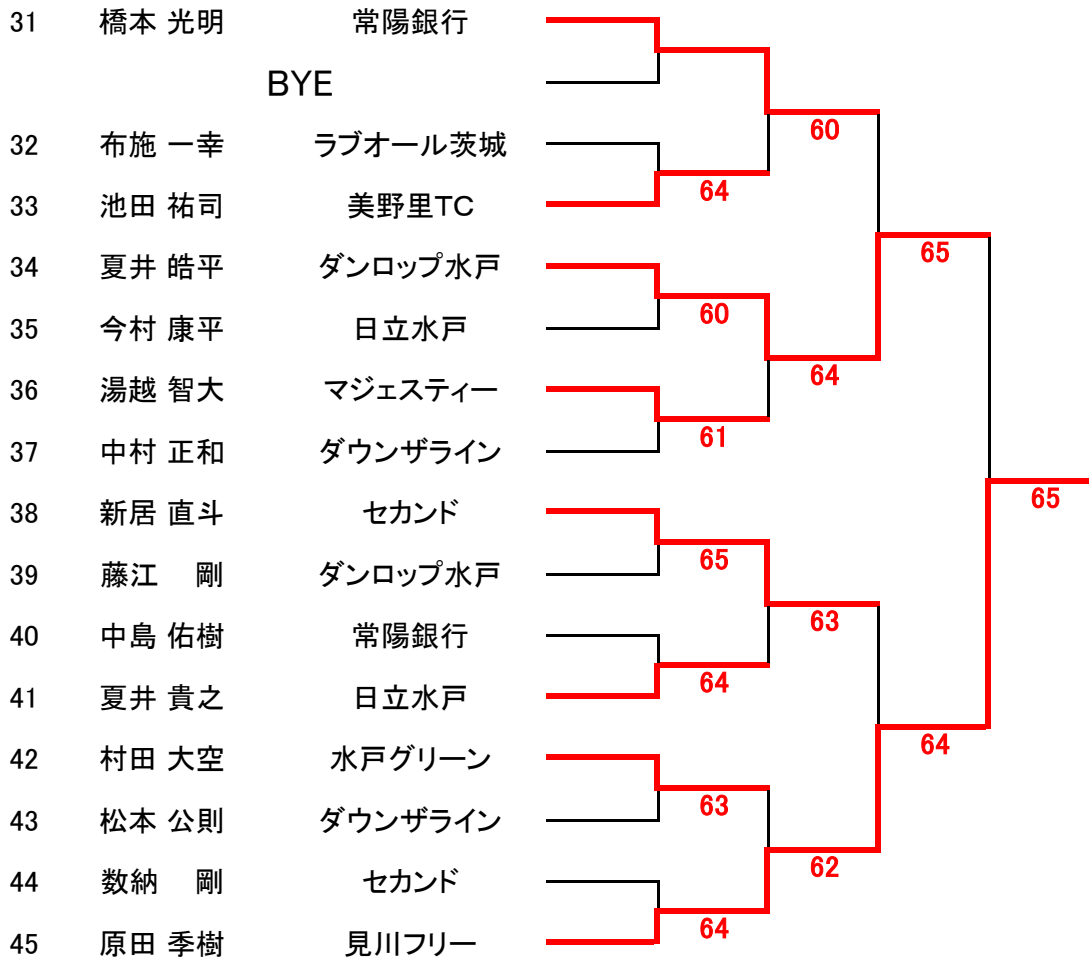 31 橋本 光明 常陽銀行
BYE
60
32 布施 一幸 ラブオール茨城
64
33 池田 祐司 美野里TC
65
34 夏井 皓平 ダンロップ水戸
60
35 今村 康平 日立水戸
64
36 湯越 智大 マジェスティー
61
37 中村 正和 ダウンザライン
65
38 新居 直斗 セカンド
65
39 藤江 剛 ダンロップ水戸
63
40 中島 佑樹 常陽銀行
64
41 夏井 貴之 日立水戸
64
42 村田 大空 水戸グリーン
63
43 松本 公則 ダウンザライン
62
44 数納 剛 セカンド
64
45 原田 季樹 見川フリー